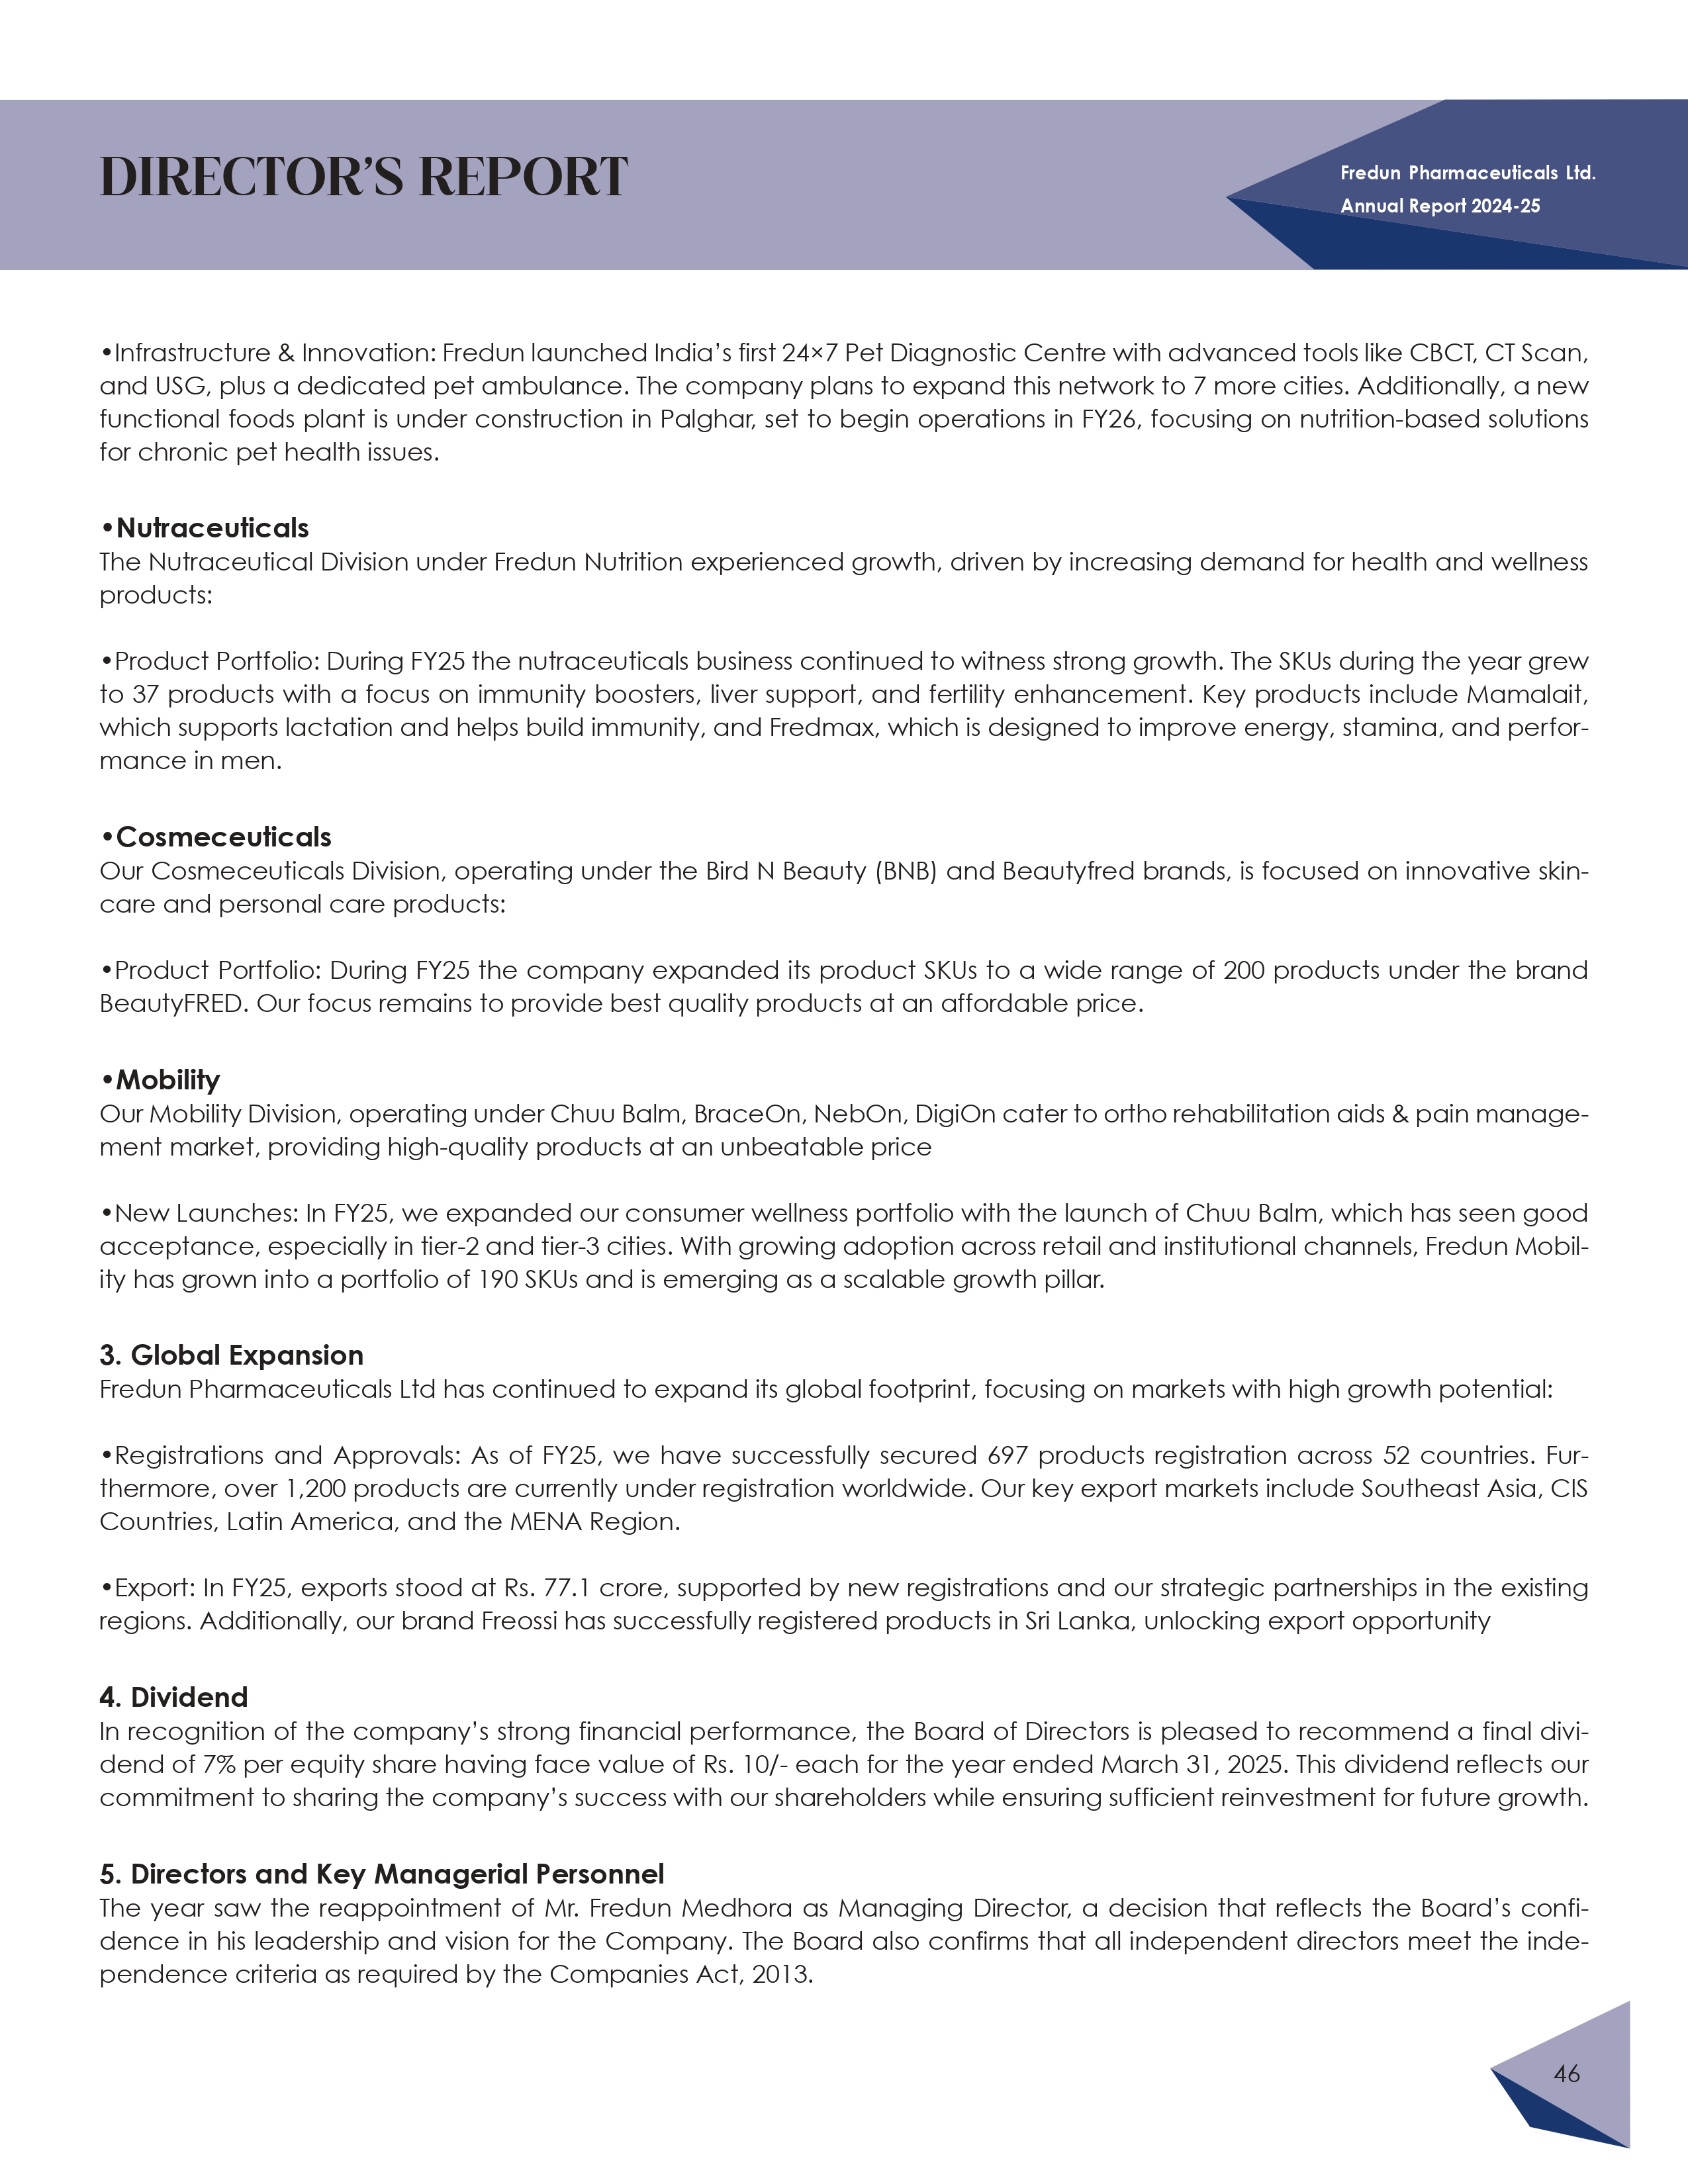 DIRECTOR’S REPORT
Fredun Pharmaceuticals Ltd.
Annual Report 2024-25
•Infrastructure & Innovation: Fredun launched India’s first 24×7 Pet Diagnostic Centre with advanced tools like CBCT, CT Scan,
and USG, plus a dedicated pet ambulance. The company plans to expand this network to 7 more cities. Additionally, a new
functional foods plant is under construction in Palghar, set to begin operations in FY26, focusing on nutrition-based solutions
for chronic pet health issues.
•Nutraceuticals
The Nutraceutical Division under Fredun Nutrition experienced growth, driven by increasing demand for health and wellness
products:
•Product Portfolio: During FY25 the nutraceuticals business continued to witness strong growth. The SKUs during the year grew
to 37 products with a focus on immunity boosters, liver support, and fertility enhancement. Key products include Mamalait,
which supports lactation and helps build immunity, and Fredmax, which is designed to improve energy, stamina, and perfor-
mance in men.
•Cosmeceuticals
Our Cosmeceuticals Division, operating under the Bird N Beauty (BNB) and Beautyfred brands, is focused on innovative skin-
care and personal care products:
•Product Portfolio: During FY25 the company expanded its product SKUs to a wide range of 200 products under the brand
BeautyFRED. Our focus remains to provide best quality products at an affordable price.
•Mobility
Our Mobility Division, operating under Chuu Balm, BraceOn, NebOn, DigiOn cater to ortho rehabilitation aids & pain manage-
ment market, providing high-quality products at an unbeatable price
•New Launches: In FY25, we expanded our consumer wellness portfolio with the launch of Chuu Balm, which has seen good
acceptance, especially in tier-2 and tier-3 cities. With growing adoption across retail and institutional channels, Fredun Mobil-
ity has grown into a portfolio of 190 SKUs and is emerging as a scalable growth pillar.
3. Global Expansion
Fredun Pharmaceuticals Ltd has continued to expand its global footprint, focusing on markets with high growth potential:
•Registrations and Approvals: As of FY25, we have successfully secured 697 products registration across 52 countries. Fur-
thermore, over 1,200 products are currently under registration worldwide. Our key export markets include Southeast Asia, CIS
Countries, Latin America, and the MENA Region.
•Export: In FY25, exports stood at Rs. 77.1 crore, supported by new registrations and our strategic partnerships in the existing
regions. Additionally, our brand Freossi has successfully registered products in Sri Lanka, unlocking export opportunity
4. Dividend
In recognition of the company’s strong financial performance, the Board of Directors is pleased to recommend a final divi-
dend of 7% per equity share having face value of Rs. 10/- each for the year ended March 31, 2025. This dividend reflects our
commitment to sharing the company’s success with our shareholders while ensuring sufficient reinvestment for future growth.
5. Directors and Key Managerial Personnel
The year saw the reappointment of Mr. Fredun Medhora as Managing Director, a decision that reflects the Board’s confi-
dence in his leadership and vision for the Company. The Board also confirms that all independent directors meet the inde-
pendence criteria as required by the Companies Act, 2013.
46